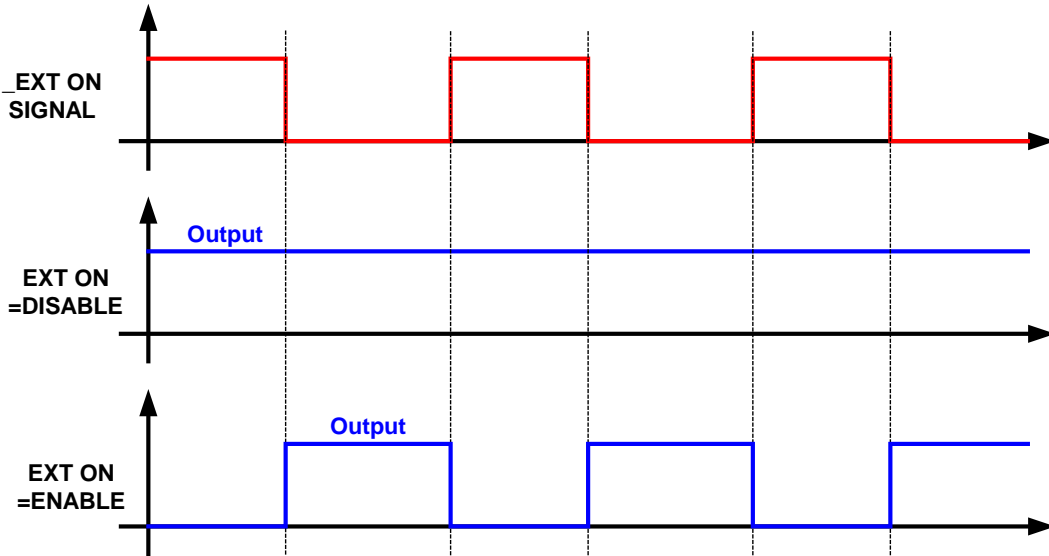 _EXT ON
SIGNAL
Output
EXT ON
=DISABLE
Output
EXT ON
=ENABLE